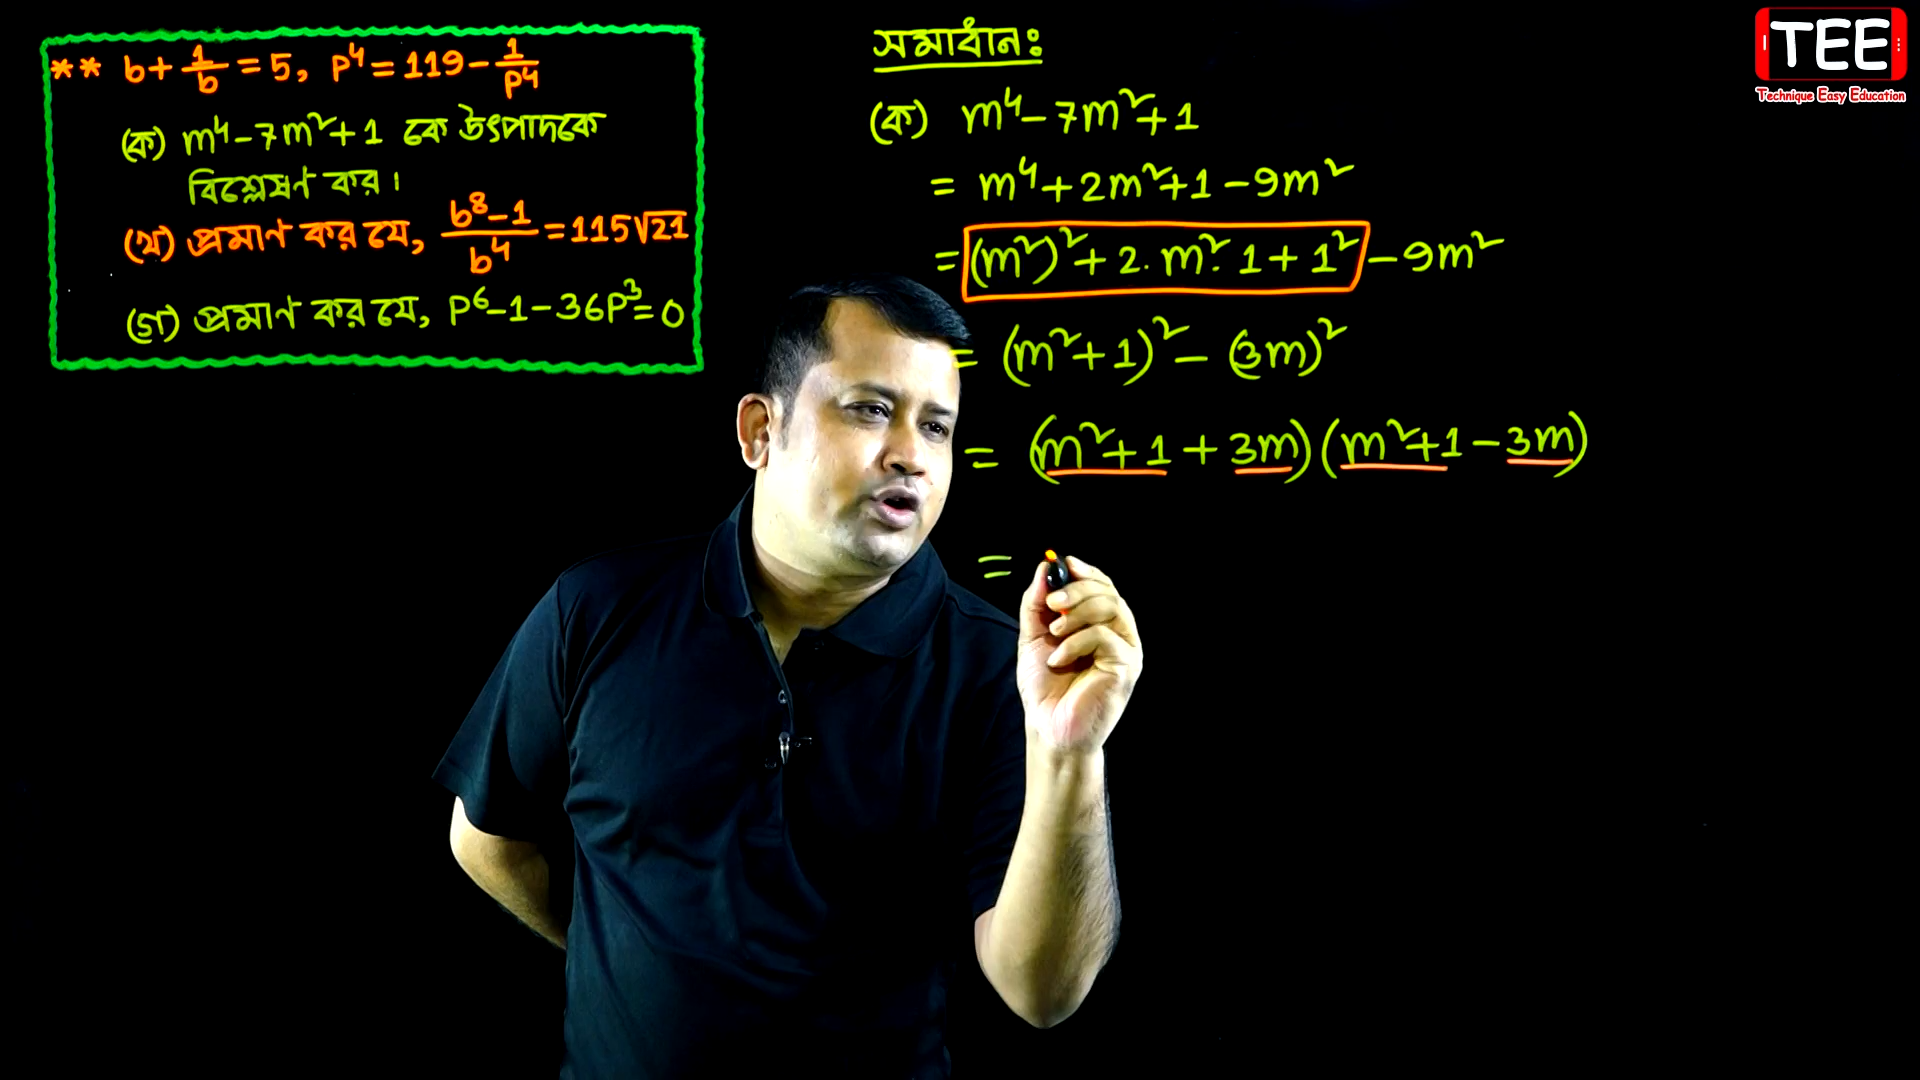 ** b + 1/b = 5, P⁴ = 119 - 1/P⁴
(ক) m⁴ - 7m² + 1 কে উৎপাদকে
বিশ্লেষণ কর।
(খ) প্রমাণ কর যে, b⁸-1/b⁴ = 115√21
(গ) প্রমাণ কর যে, P⁶ - 1 - 36P³ = 0
সমাধান:
(ক) m⁴ - 7m² + 1
= m⁴ + 2m² + 1 - 9m²
= (m²)² + 2. m². 1 + 1² - 9m²
= (m² + 1)² - (3m)²
= (m² + 1 + 3m) (m² + 1 - 3m)
=
TEE
Technique Easy Education